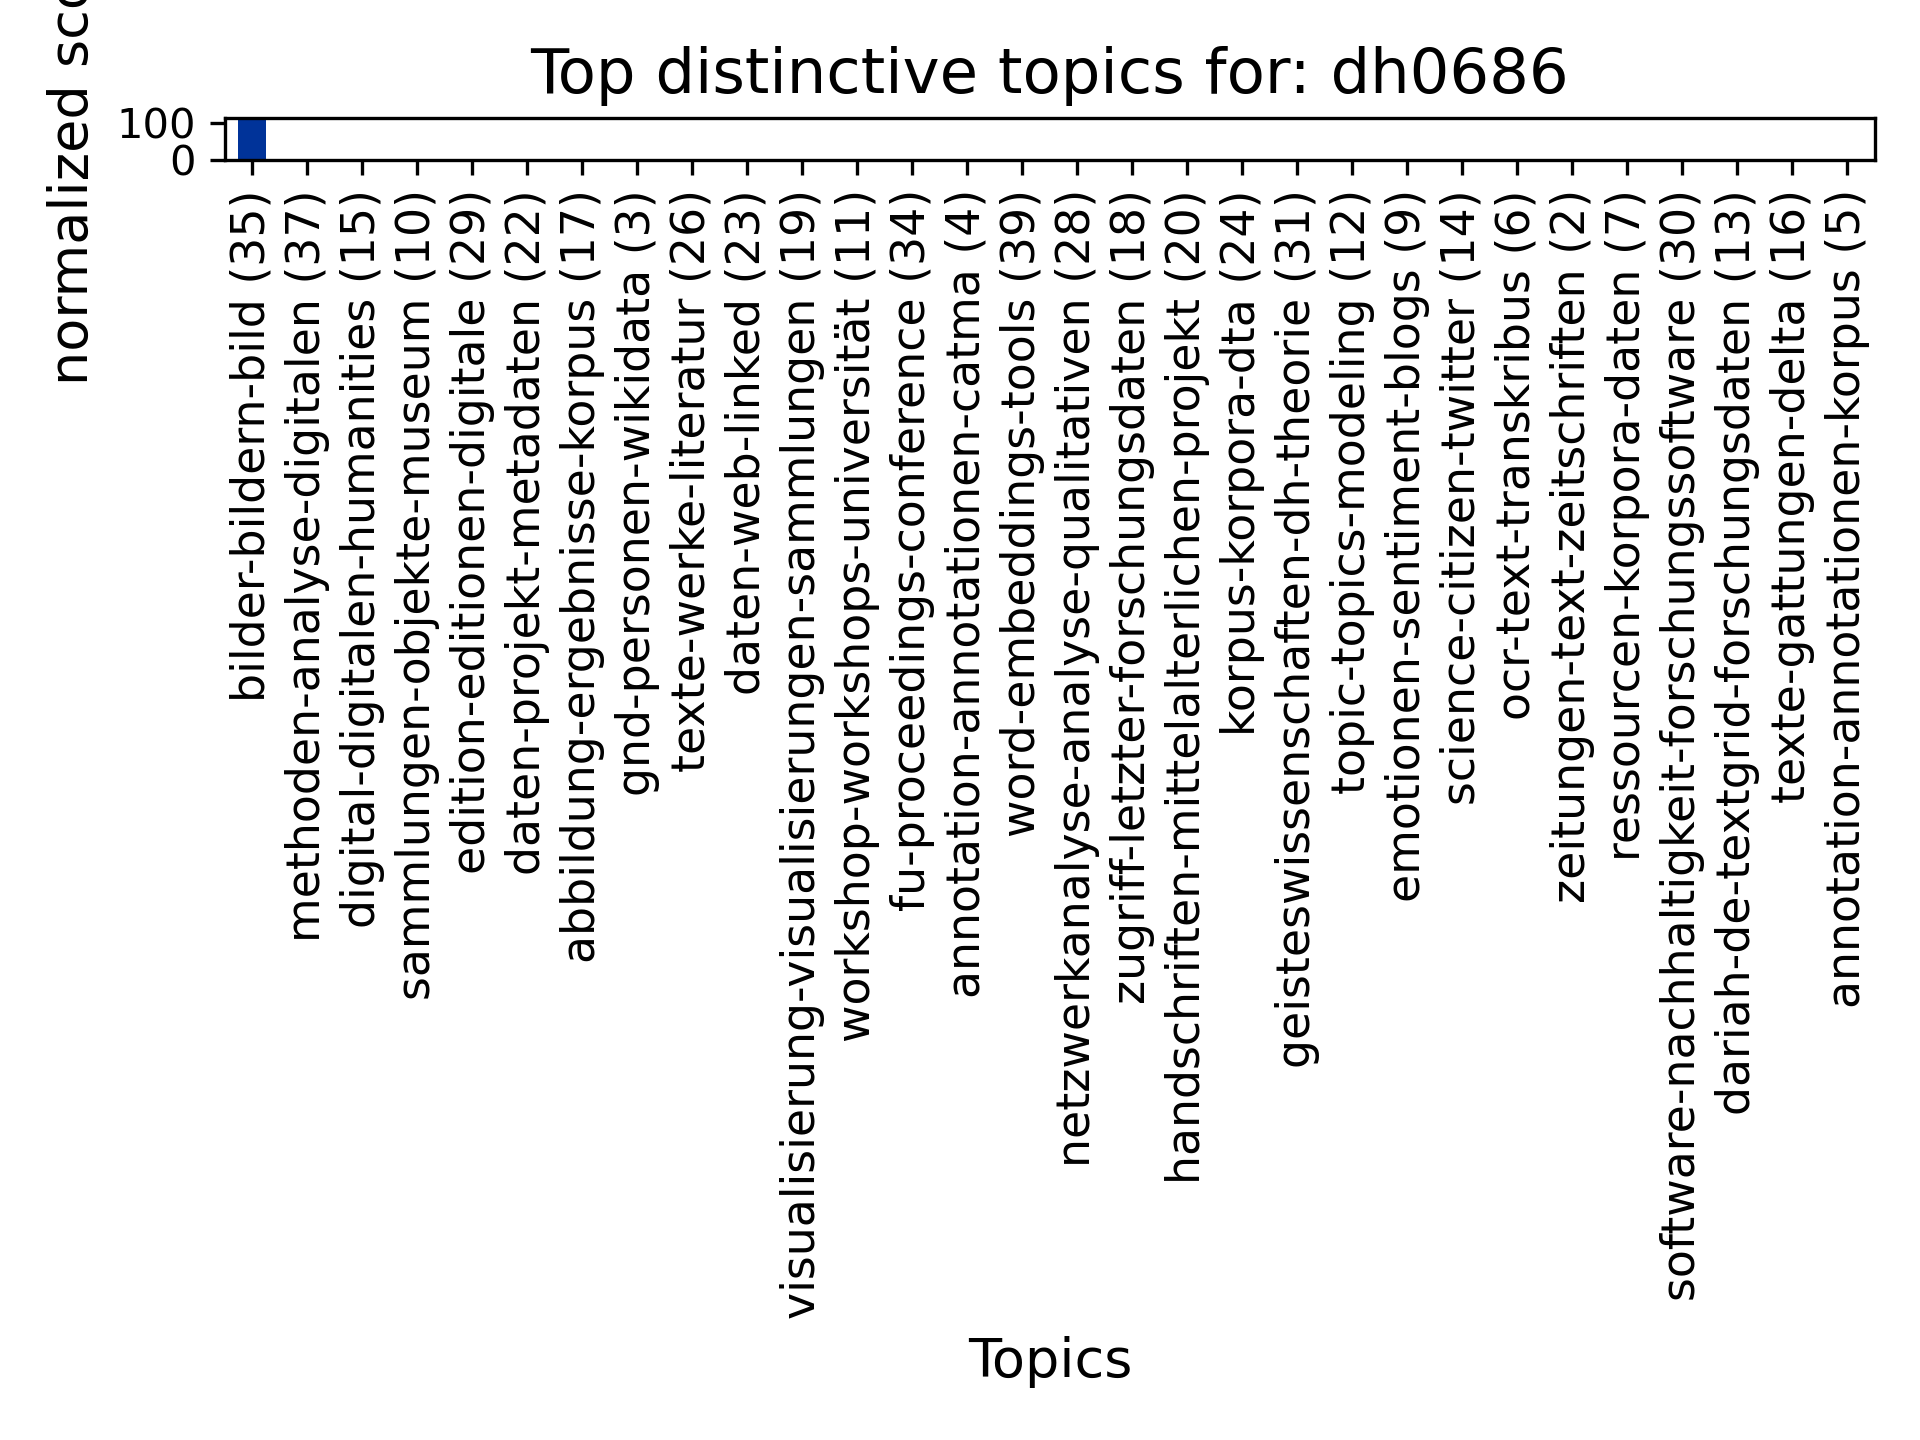 Top distinctive topics for: dh0686
normalized
100
0
bilder-bildern-bild (35)
methoden-analyse-digitalen (37)
digital-digitalen-humanities (15)
sammlungen-objekte-museum (10)
edition-editionen-digitale (29)
daten-projekt-metadaten (22)
abbildung-ergebnisse-korpus (17)
gnd-personen-wikidata (3)
texte-werke-literatur (26)
daten-web-linked (23)
visualisierung-visualisierungen-sammlungen (19)
workshop-workshops-universität (11)
fu-proceedings-conference (34)
annotation-annotationen-catma (4)
word-embeddings-tools (39)
netzwerkanalyse-analyse-qualitativen (28)
zugriff-letzter-forschungsdaten (18)
handschriften-mittelalterlichen-projekt (20)
korpus-korpora-dta (24)
geisteswissenschaften-dh-theorie (31)
topic-topics-modeling (12)
emotionen-sentiment-blogs (9)
science-citizen-twitter (14)
ocr-text-transkribus (6)
zeitungen-text-zeitschriften (2)
ressourcen-korpora-daten (7)
software-nachhaltigkeit-forschungssoftware (30)
dariah-de-textgrid-forschungsdaten (13)
texte-gattungen-delta (16)
annotation-annotationen-korpus (5)
Topics